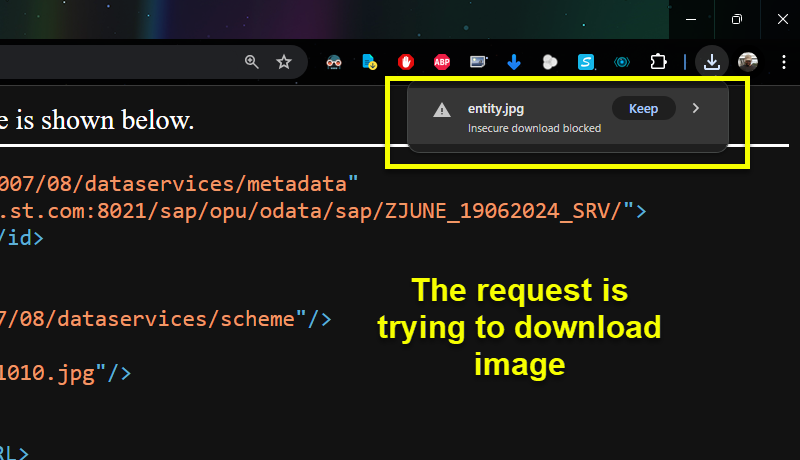 ABP
S
entity.jpg
Keep
Insecure download blocked
e is shown below.
007/08/dataservices/metadata"
.st.com:8021/sap/opu/odata/sap/ZJUNE_19062024_SRV/">
/id>
The request is
trying to download
image
7/08/dataservices/scheme"/>
1010.jpg"/>
RL>